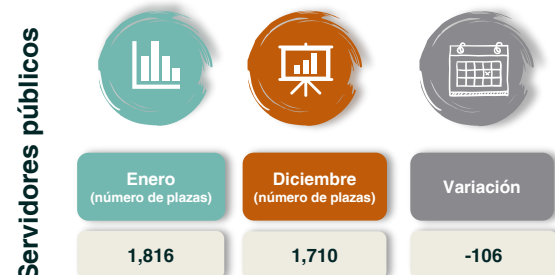 Servidores públicos
Enero
(número de plazas)
Diciembre
(número de plazas)
Variación
1,816
1,710
-106